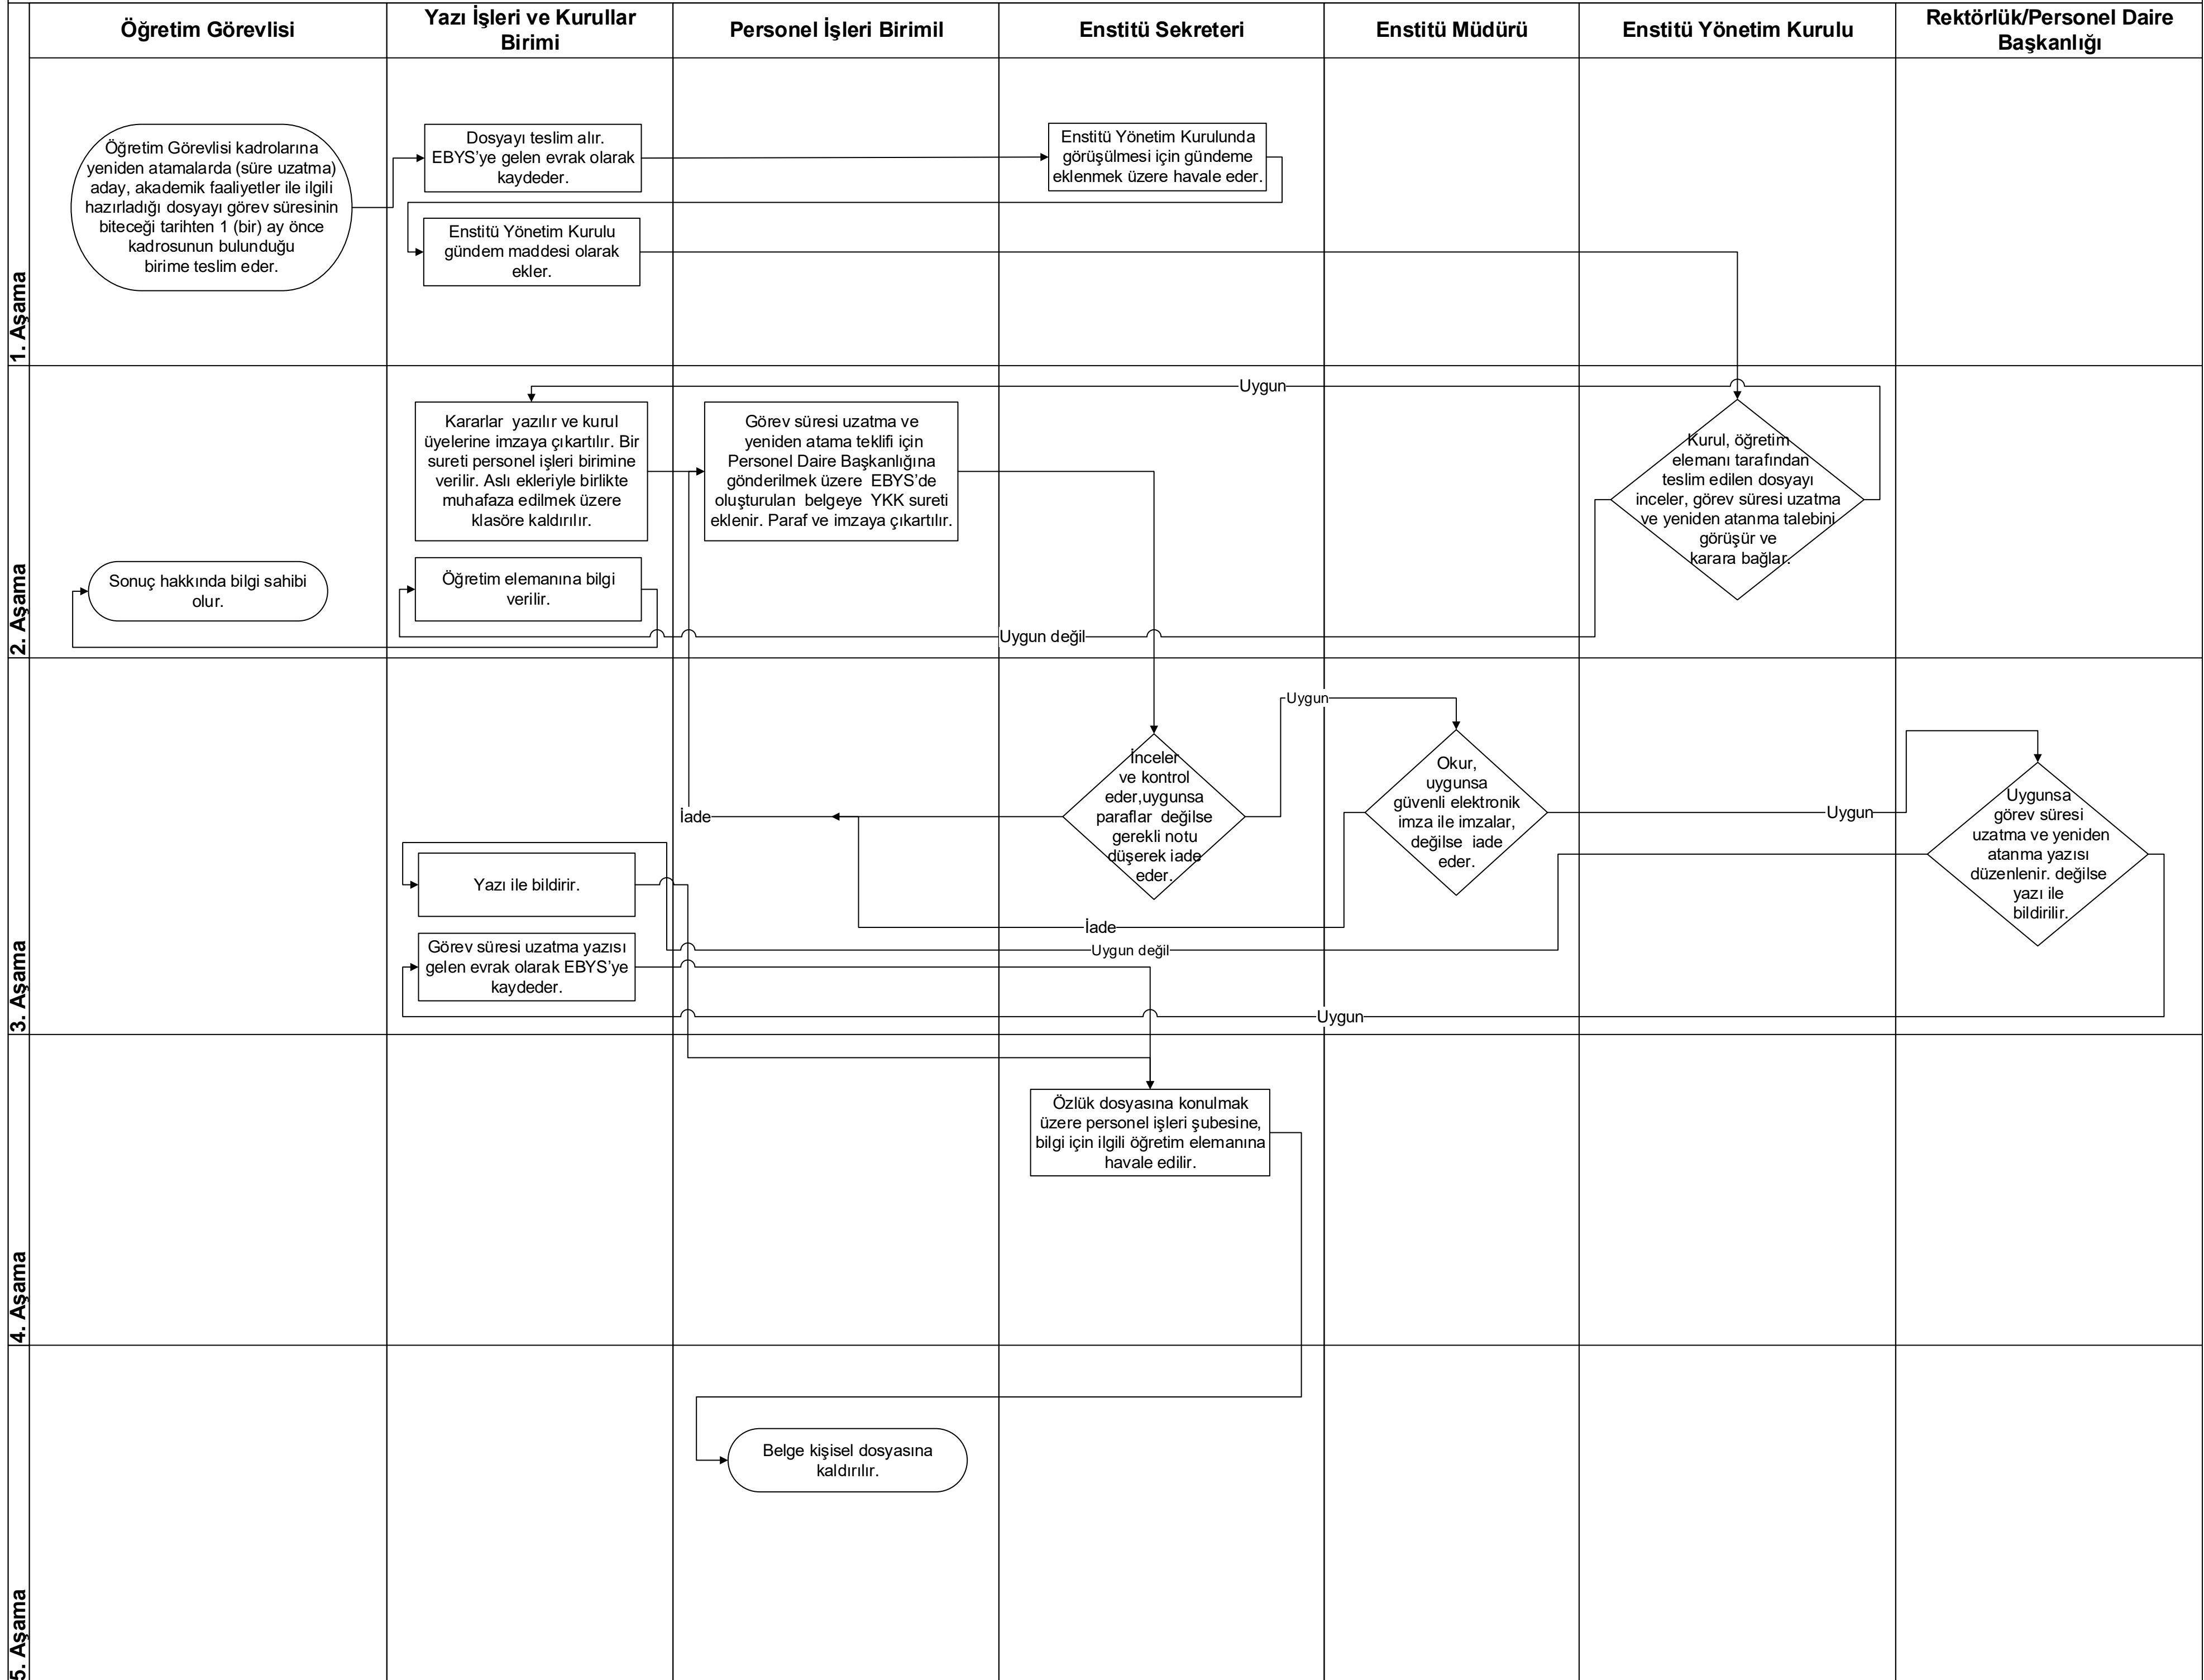 Öğretim Görevlisi
Yazı İşleri ve Kurullar
Birimi
Personel İşleri Birimil
Enstitü Sekreteri
Enstitü Müdürü
Enstitü Yönetim Kurulu
Rektörlük/Personel Daire
Başkanlığı
1. Aşama
Öğretim Görevlisi kadrolarına
yeniden atamalarda (süre uzatma)
aday, akademik faaliyetler ile ilgili
hazırladığı dosyayı görev süresinin
biteceği tarihten 1 (bir) ay önce
kadrosunun bulunduğu
birime teslim eder.
Dosyayı teslim alır.
EBYS’ye gelen evrak olarak
kaydeder.
Enstitü Yönetim Kurulunda
görüşülmesi için gündeme
eklenmek üzere havale eder.
Enstitü Yönetim Kurulu
gündem maddesi olarak
ekler.
2. Aşama
Uygun
Kararlar  yazılır ve kurul
üyelerine imzaya çıkartılır. Bir
sureti personel işleri birimine
verilir. Aslı ekleriyle birlikte
muhafaza edilmek üzere
klasöre kaldırılır.
Görev süresi uzatma ve
yeniden atama teklifi için
Personel Daire Başkanlığına
gönderilmek üzere  EBYS’de
oluşturulan  belgeye  YKK sureti
eklenir. Paraf ve imzaya çıkartılır.
Kurul, öğretim
elemanı tarafından
teslim edilen dosyayı
inceler, görev süresi uzatma
ve yeniden atanma talebini
görüşür ve
karara bağlar.
Sonuç hakkında bilgi sahibi
olur.
Öğretim elemanına bilgi
verilir.
Uygun değil
3. Aşama
Uygun
İnceler
ve kontrol
eder,uygunsa
paraflar  değilse
gerekli notu
düşerek iade
eder.
Okur,
uygunsa
güvenli elektronik
imza ile imzalar,
değilse  iade
eder.
Uygun
Uygunsa
görev süresi
uzatma ve yeniden
atanma yazısı
düzenlenir. değilse
yazı ile
bildirilir.
İade
Yazı ile bildirir.
İade
Uygun değil
Görev süresi uzatma yazısı
gelen evrak olarak EBYS’ye
kaydeder.
Uygun
4. Aşama
Özlük dosyasına konulmak
üzere personel işleri şubesine,
bilgi için ilgili öğretim elemanına
havale edilir.
5. Aşama
Belge kişisel dosyasına
kaldırılır.